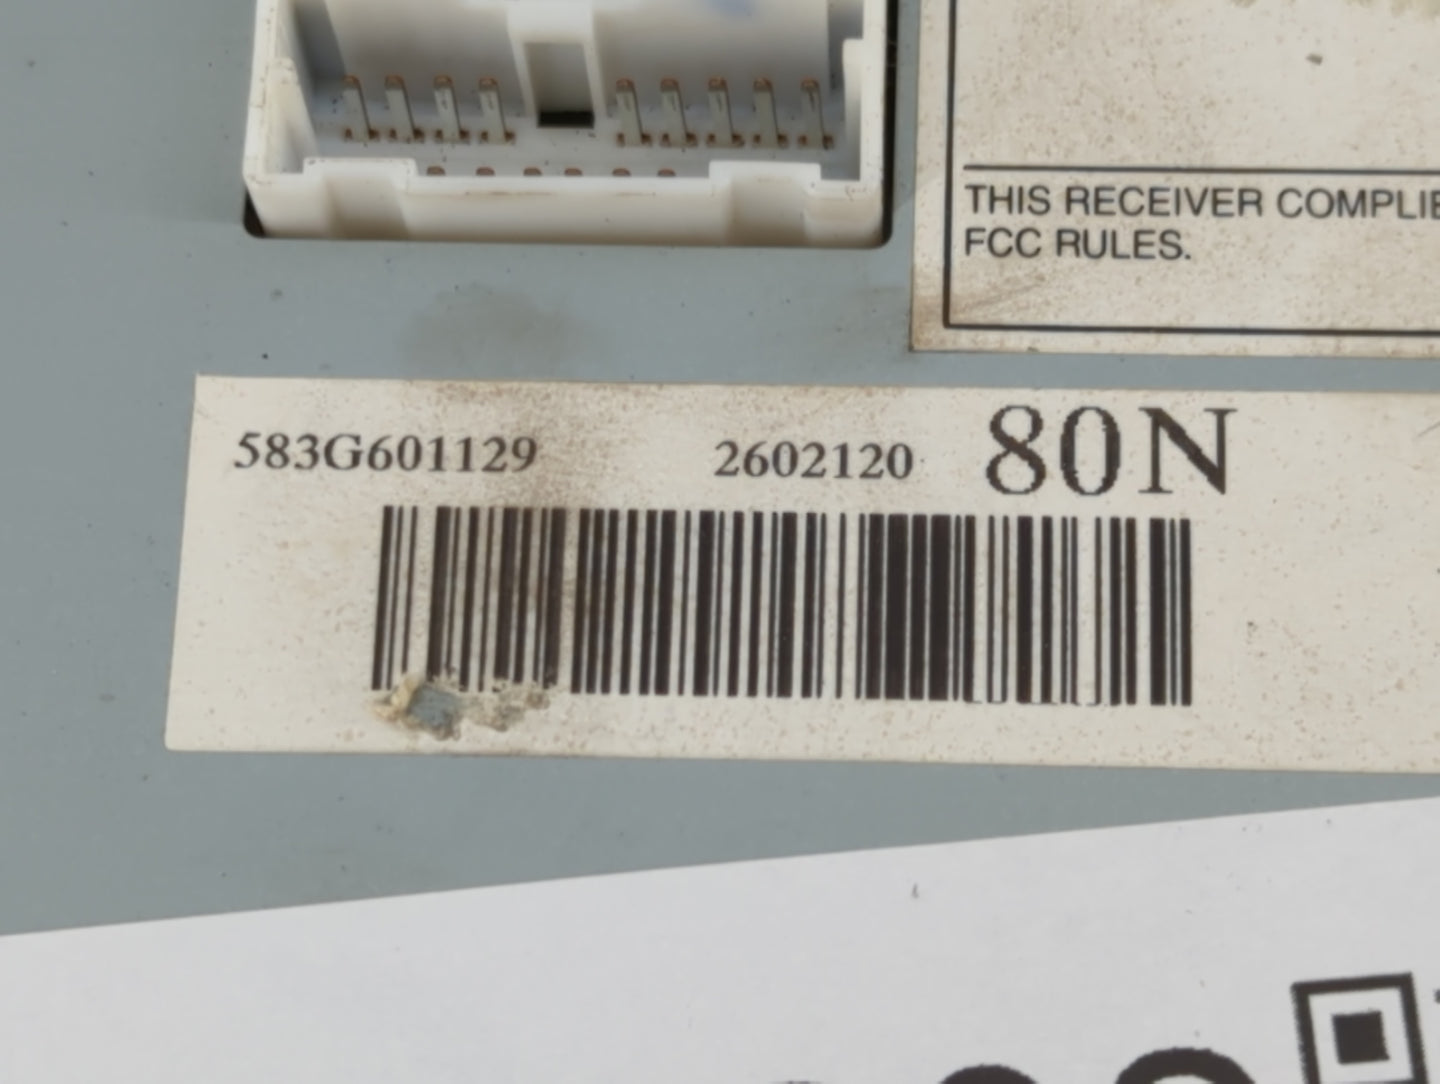 THIS RECEIVER COMPLIE
FCC RULES.
583G601129 2602120 80N